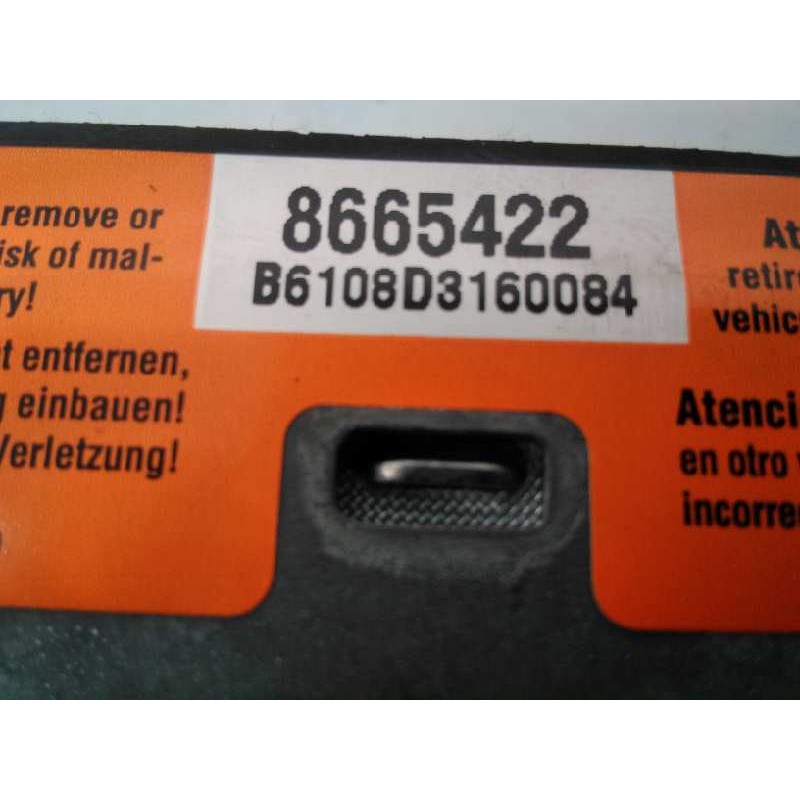 remove or
isk of mal-
ry!
t entfernen,
g einbauen!
Verletzung!
8665422
B6108D3160084
At
retir
vehic
Atenci
en otro
incorre